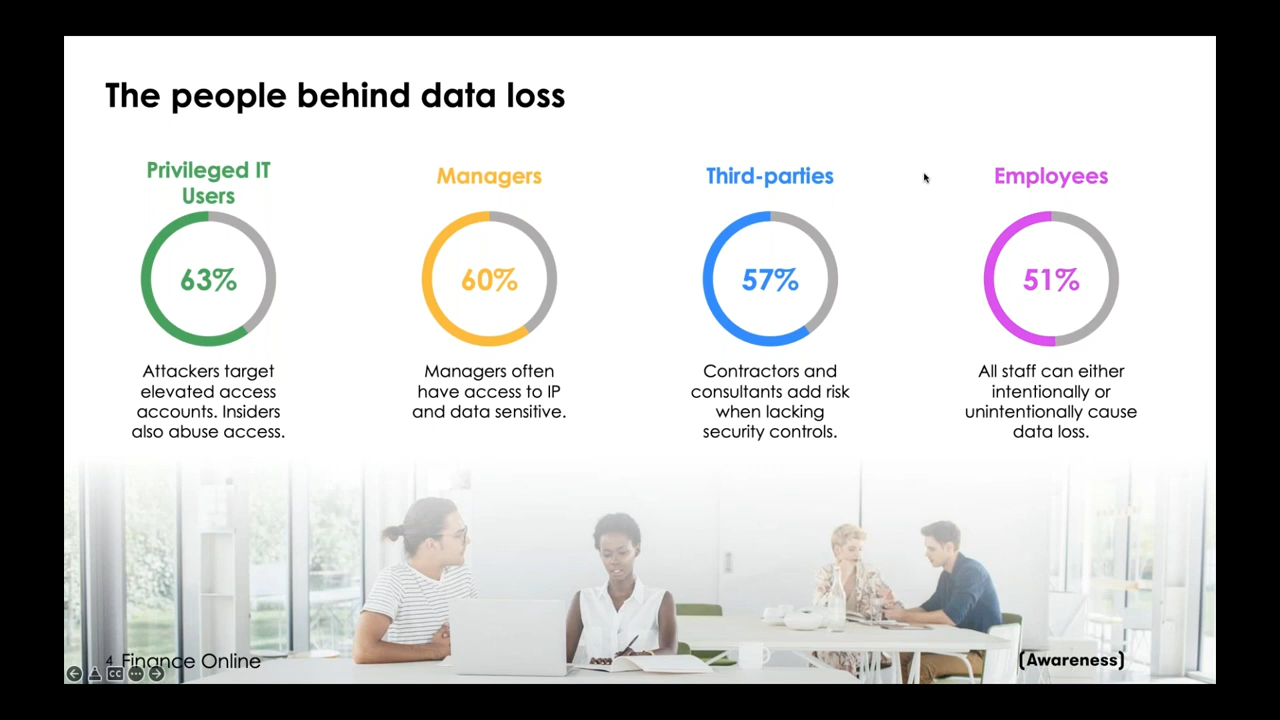 The people behind data loss
Privileged IT
Users
63%
Attackers target
elevated access
accounts. Insiders
also abuse access.
Managers
60%
Managers often
have access to IP
and data sensitive.
Third-parties
57%
Contractors and
consultants add risk
when lacking
security controls.
Employees
51%
All staff can either
intentionally or
unintentionally cause
data loss.
4 Finance Online
(Awareness)
CC